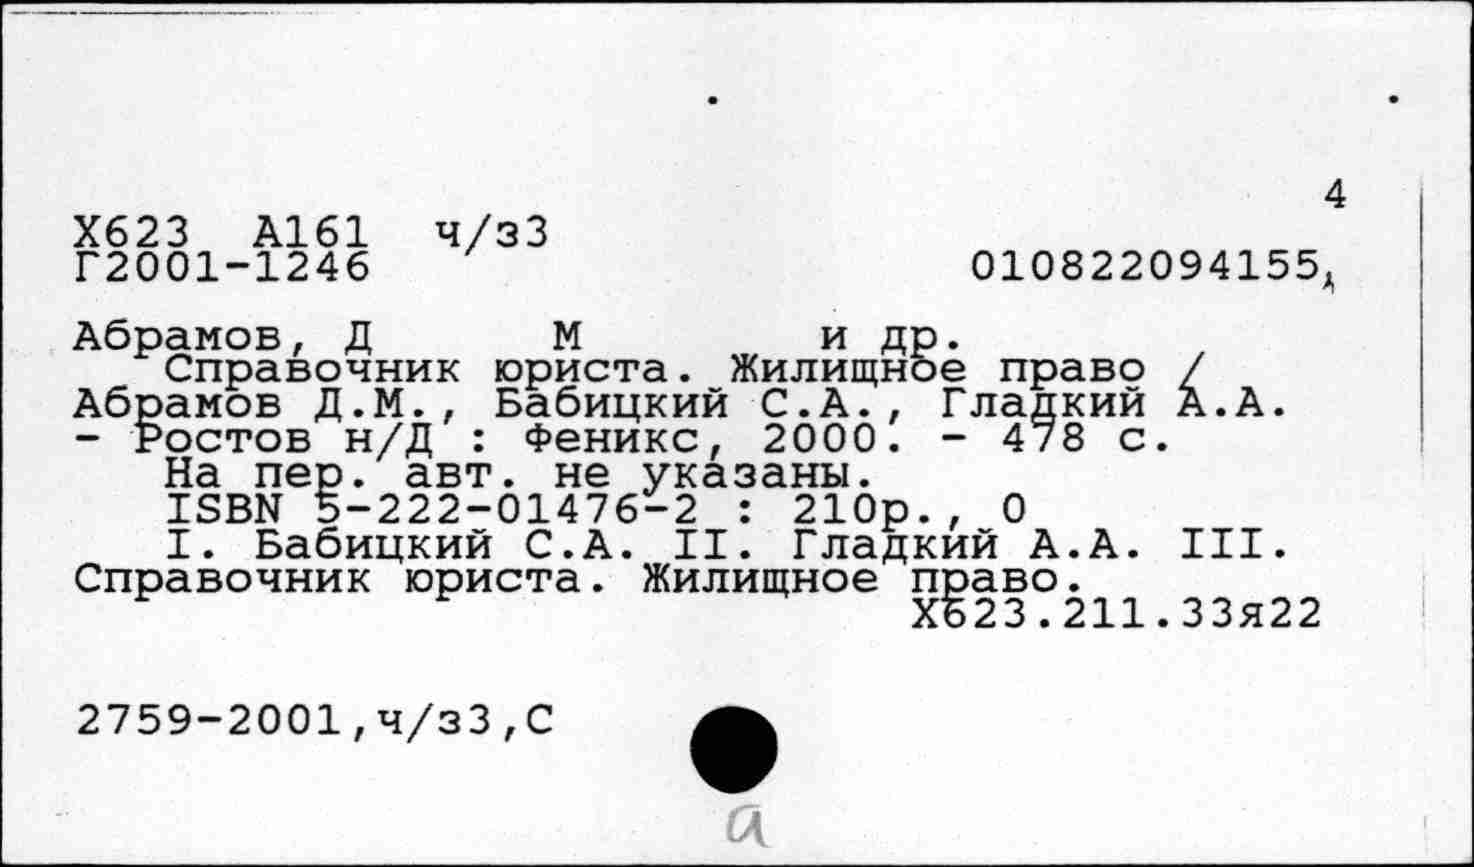 4
Х623 А161 ч/з3
Г2001-1246 010822094155
Абрамов, Д М и др.
Справочник юриста. Жилищное право /
Абрамов Д.М., Бабицкий С.А., Гладкий А.А.
- Ростов н/Д : Феникс, 2000. - 478 с.
На пер. авт. не указаны.
ISBN 5-222-01476-2 : 210р., 0
I. Бабицкий С.А. II. Гладкий А.А. III.
Справочник юриста. Жилищное право.
Х623.211.33я22
2759-2001,ч/з3,С
а